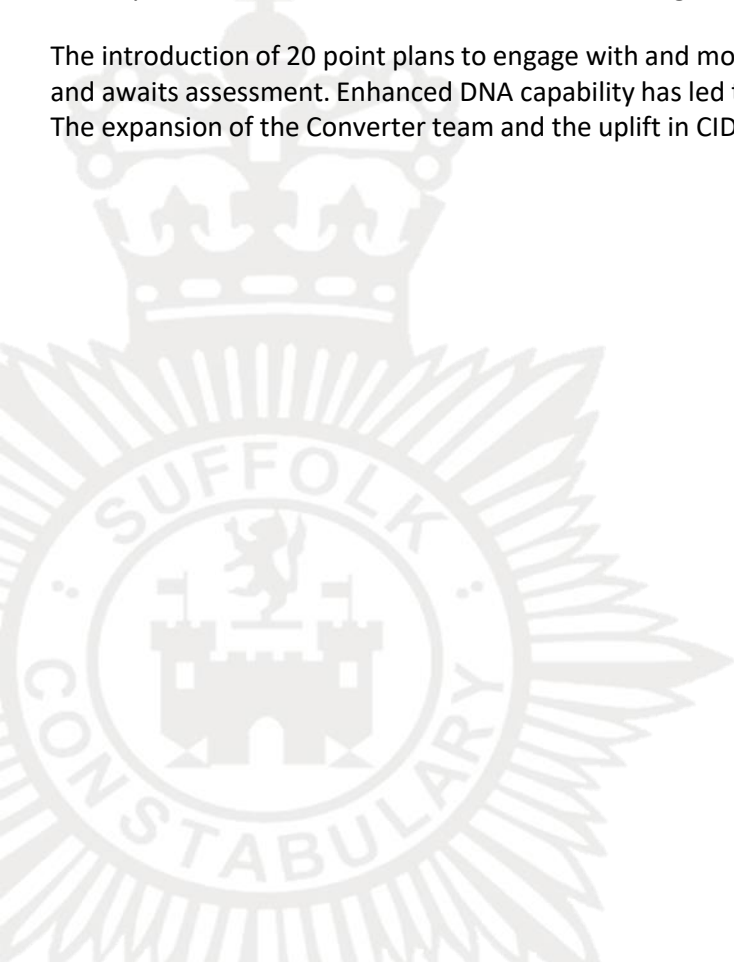 The introduction of 20 point plans to engage with and mo
and awaits assessment. Enhanced DNA capability has led t
The expansion of the Converter team and the uplift in CID
SUFFOLK
CONSTABULARY